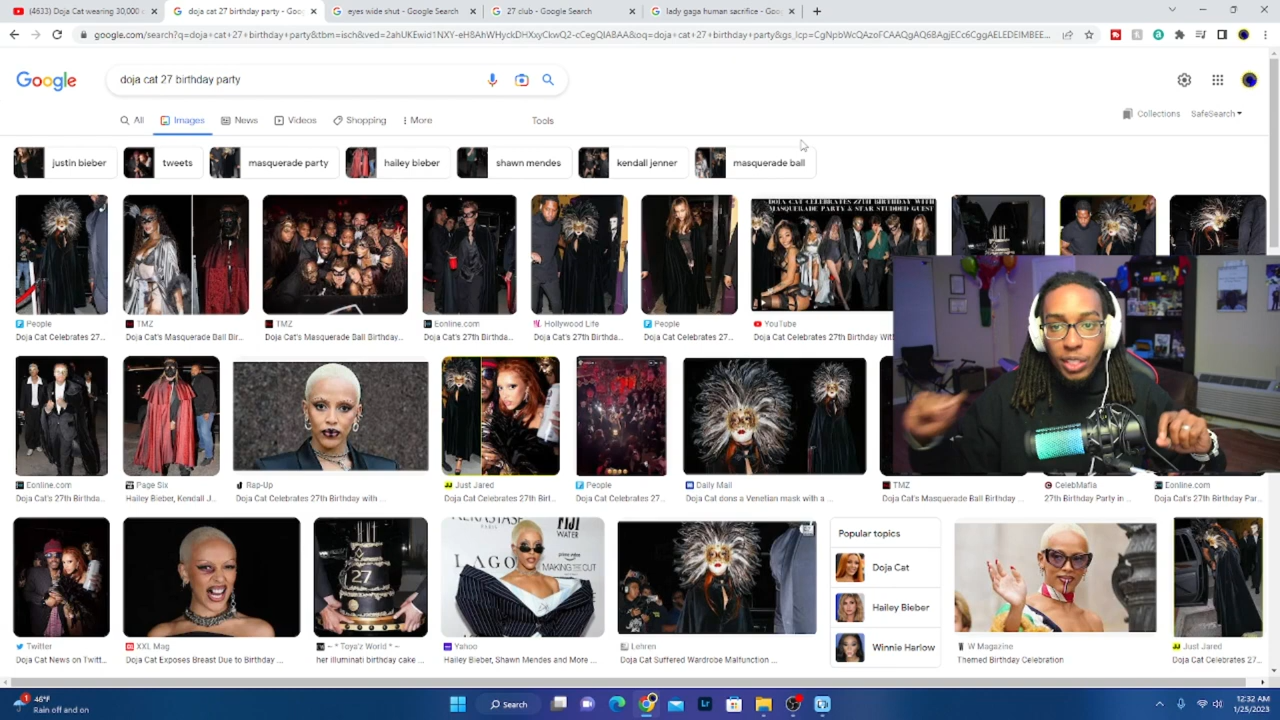 (4633) Doja Cat wearing 30,000
doja cat 27 birthday party - Goo
eyes wide shut - Google Search
27 club - Google Search
lady gaga human sacrifice - Goo
Google
doja cat 27 birthday party
All
Images
News
Videos
Shopping
More
Tools
Collections
SafeSearch
justin bieber
tweets
masquerade party
hailey bieber
shawn mendes
kendall jenner
masquerade ball
DOJA CAT CELEBRATES 27TH BIRTHDAY WITH
MASQUERADE PARTY & STAR STUDDED GUEST
People
TMZ
TMZ
Eonline.com
Hollywood Life
People
YouTube
Doja Cat Celebrates 27...
Doja Cat's Masquerade Ball Bir...
Doja Cat's Masquerade Ball Birthday...
Doja Cat's 27th Birthda...
Doja Cat's 27th Birthda...
Doja Cat Celebrates 27...
Doja Cat Celebrates 27th Birthday Wit
Eonline.com
Page Six
Rap-Up
Just Jared
People
Daily Mail
TMZ
CelebMafia
Eonline.com
Doja Cat's 27th Birthda...
Hailey Bieber, Kendall J...
Doja Cat Celebrates 27th Birthday with ...
Doja Cat Celebrates 27th Birt...
Doja Cat Celebrates 27...
Doja Cat dons a Venetian mask with a ...
Doja Cat's Masquerade Ball Birthday ...
27th Birthday Party in ...
Doja Cat's 27th Birthday Par...
27
KERASTASE
FIJI
WATER
LAGO
prime video
MAKING THE CUT
Popular topics
Doja Cat
Hailey Bieber
Winnie Harlow
Twitter
XXL Mag
~ * Toya'z World * ~
Yahoo
Lehren
W Magazine
Just Jared
Doja Cat News on Twitt...
Doja Cat Exposes Breast Due to Birthday ...
her illuminati birthday cake ...
Hailey Bieber, Shawn Mendes and More ...
Doja Cat Suffered Wardrobe Malfunction ...
Themed Birthday Celebration
Doja Cat Celebrates 27...
1
46°F
Rain off and on
Search
12:32 AM
1/25/2023